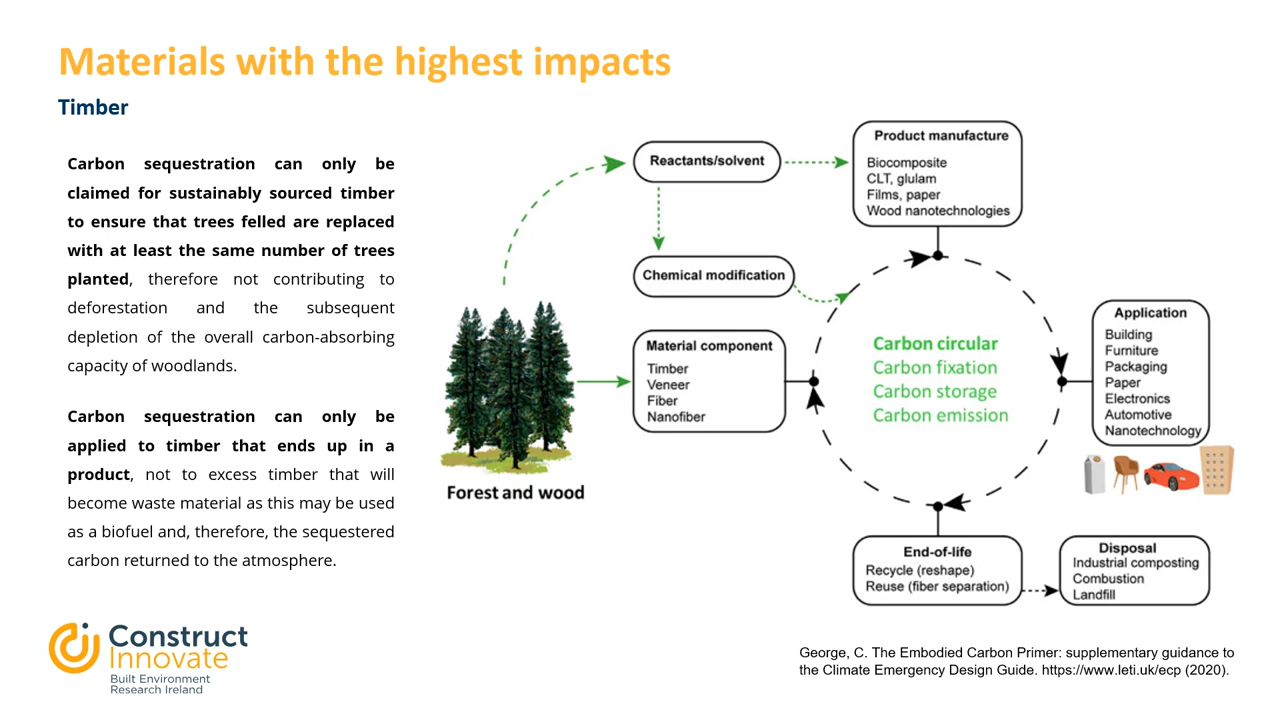 Materials with the highest impacts
Timber
Carbon sequestration can only be
claimed for sustainably sourced timber
to ensure that trees felled are replaced
with at least the same number of trees
planted, therefore not contributing to
deforestation and the subsequent
depletion of the overall carbon-absorbing
capacity of woodlands.
Carbon sequestration can only be
applied to timber that ends up in a
product, not to excess timber that will
become waste material as this may be used
as a biofuel and, therefore, the sequestered
carbon returned to the atmosphere.
Reactants/solvent
Product manufacture
Biocomposite
CLT, glulam
Films, paper
Wood nanotechnologies
Chemical modification
Material component
Timber
Veneer
Fiber
Nanofiber
Carbon circular
Carbon fixation
Carbon storage
Carbon emission
Application
Building
Furniture
Packaging
Paper
Electronics
Automotive
Nanotechnology
Forest and wood
End-of-life
Recycle (reshape)
Reuse (fiber separation)
Disposal
Industrial composting
Combustion
Landfill
Construct
Innovate
Built Environment
Research Ireland
George, C. The Embodied Carbon Primer: supplementary guidance to
the Climate Emergency Design Guide. https://www.leti.uk/ecp (2020).